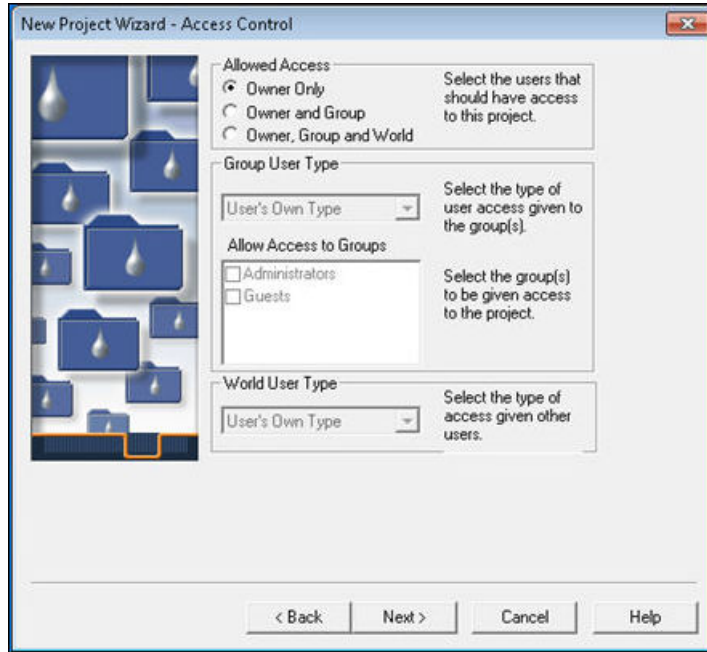 New Project Wizard - Access Control
Allowed Access
Owner Only
Owner and Group
Owner, Group and World
Select the users that
should have access
to this project.
Group User Type
User's Own Type
Select the type of
user access given to
the group(s).
Allow Access to Groups
Administrators
Guests
Select the group(s)
to be given access
to the project.
World User Type
User's Own Type
Select the type of
access given other
users.
< Back
Next >
Cancel
Help